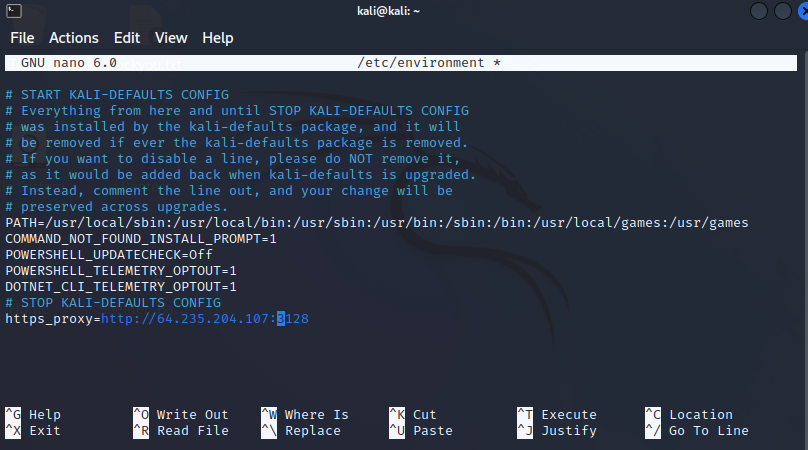 kali@kali: ~
File Actions Edit View Help
GNU nano 6.0 /etc/environment *
# START KALI-DEFAULTS CONFIG
# Everything from here and until STOP KALI-DEFAULTS CONFIG
# was installed by the kali-defaults package, and it will
# be removed if ever the kali-defaults package is removed.
# If you want to disable a line, please do NOT remove it,
# as it would be added back when kali-defaults is upgraded.
# Instead, comment the line out, and your change will be
# preserved across upgrades.
PATH=/usr/local/sbin:/usr/local/bin:/usr/sbin:/usr/bin:/sbin:/bin:/usr/local/games:/usr/games
COMMAND_NOT_FOUND_INSTALL_PROMPT=1
POWERSHELL_UPDATECHECK=Off
POWERSHELL_TELEMETRY_OPTOUT=1
DOTNET_CLI_TELEMETRY_OPTOUT=1
# STOP KALI-DEFAULTS CONFIG
https_proxy=http://64.235.204.107:3128
^G Help ^O Write Out ^W Where Is ^K Cut ^T Execute ^C Location
^X Exit ^R Read File ^\ Replace ^U Paste ^J Justify ^/ Go To Line